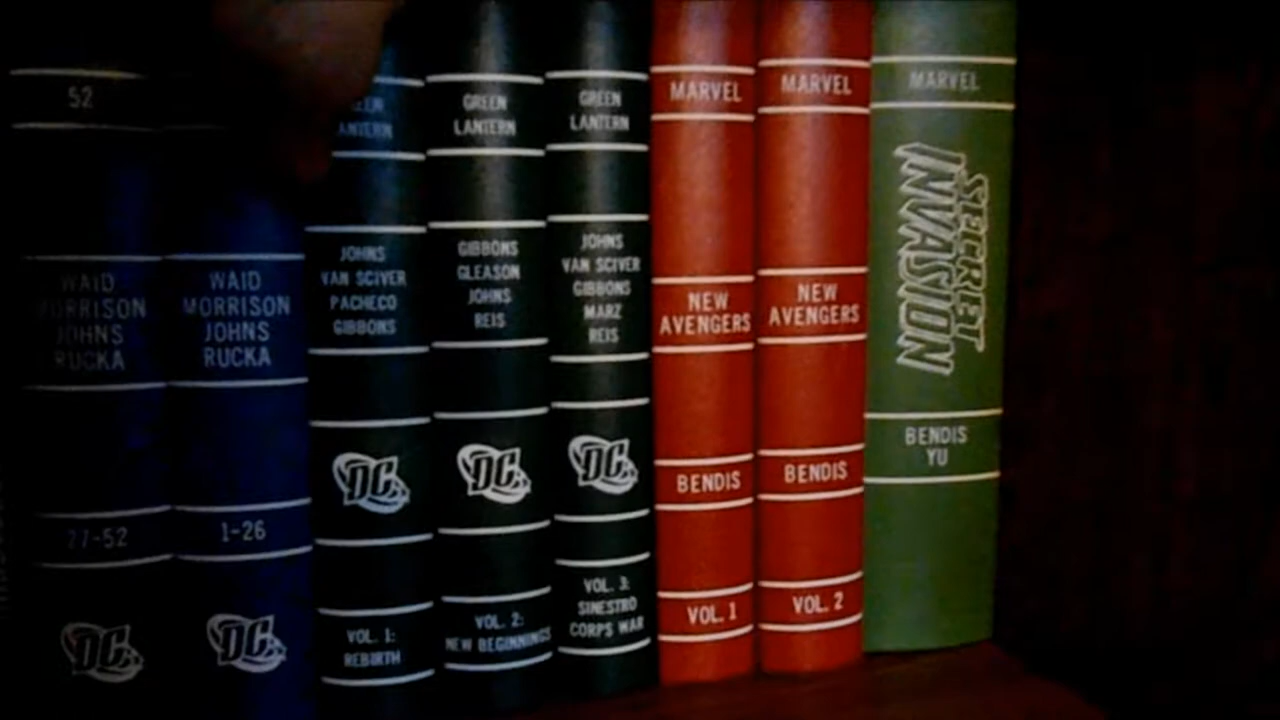 52
WAID
MORRISON
JOHNS
RUCKA
27-52
DC
WAID
MORRISON
JOHNS
RUCKA
1-26
DC
JOHNS
VAN SCIVER
PACHECO
GIBBONS
DC
VOL. 1:
REBIRTH
GREEN
LANTERN
GIBBONS
GLEASON
JOHNS
REIS
DC
VOL. 2:
NEW BEGINNINGS
GREEN
LANTERN
JOHNS
VAN SCIVER
GIBBONS
MARZ
REIS
DC
VOL. 3:
SINESTRO
CORPS WAR
MARVEL
NEW
AVENGERS
BENDIS
VOL. 1
MARVEL
NEW
AVENGERS
BENDIS
VOL. 2
MARVEL
SECRET
INVASION
BENDIS
YU